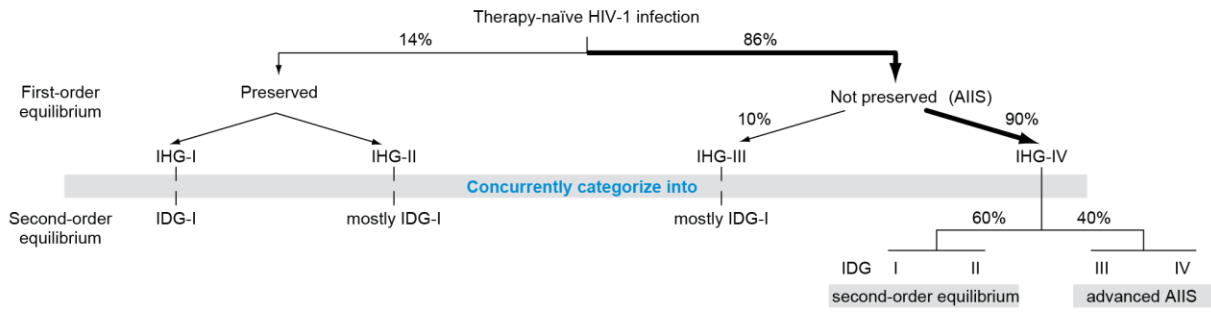 Therapy-naïve HIV-1 infection
14%
86%
First-order
equilibrium
Preserved
Not preserved (AIIS)
10%
90%
IHG-I
IHG-II
IHG-III
IHG-IV
Concurrently categorize into
Second-order
equilibrium
IDG-I
mostly IDG-I
mostly IDG-I
60%
40%
IDG I II III IV
second-order equilibrium
advanced AIIS